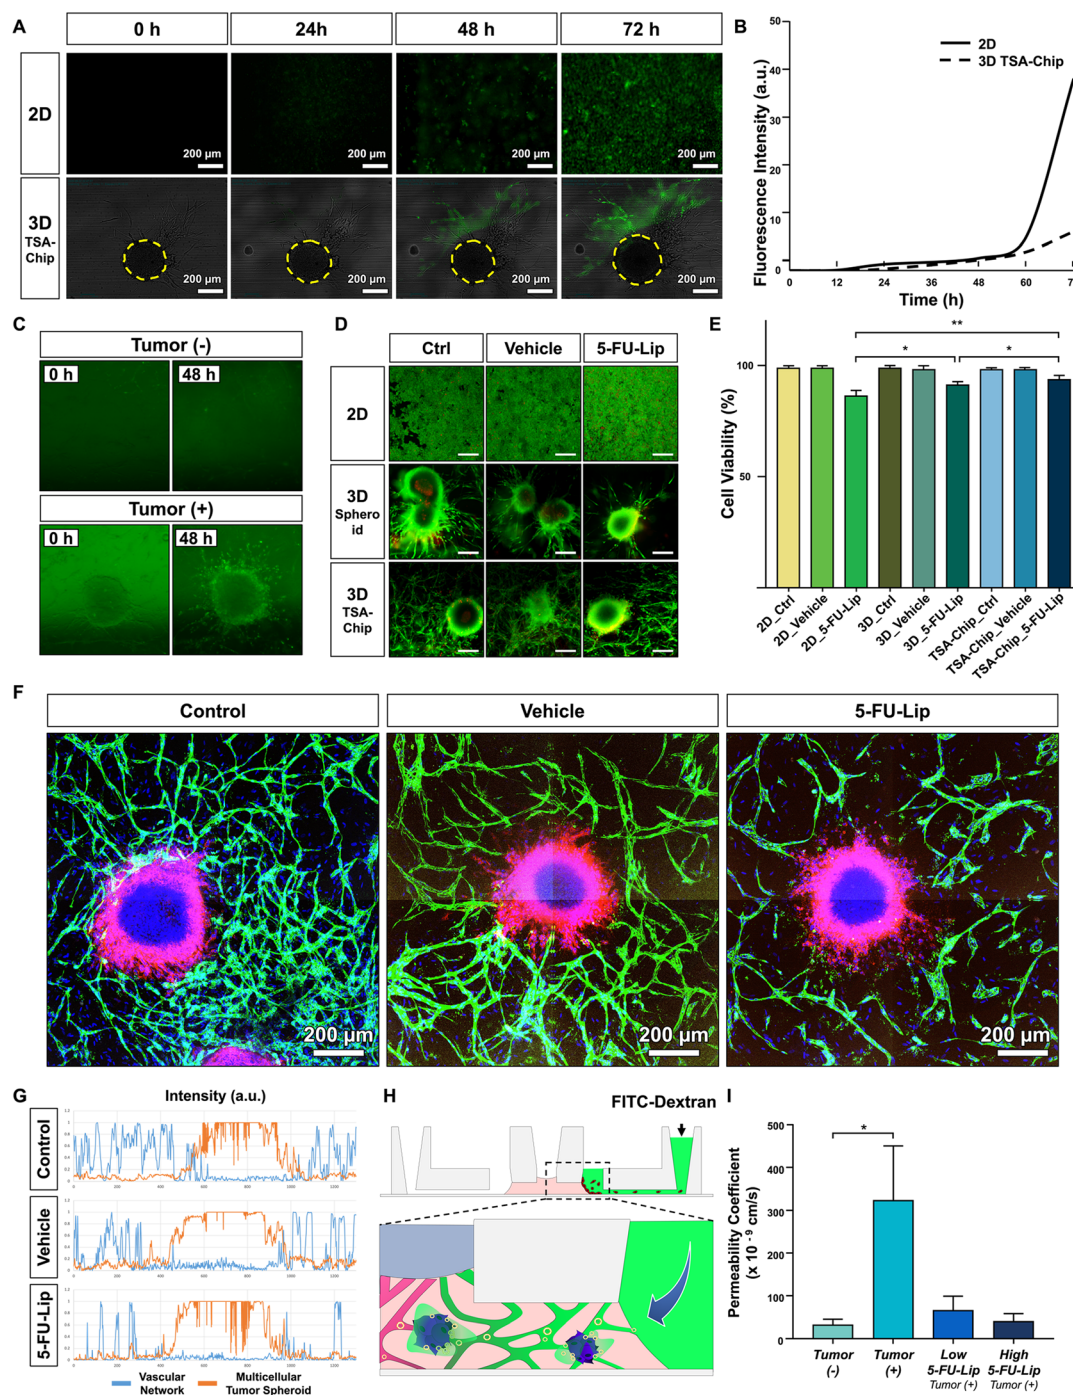 A
0 h
24h
48 h
72 h
2D
200 μm
200 μm
200 μm
200 μm
3D
TSA-
Chip
200 μm
200 μm
200 μm
200 μm
B
2D
3D TSA-Chip
Fluorescence Intensity (a.u.)
50
40
30
20
10
0
0
12
24
36
48
60
Time (h)
C
Tumor (-)
0 h
48 h
Tumor (+)
0 h
48 h
D
Ctrl
Vehicle
5-FU-Lip
2D
3D
Sphero
id
3D
TSA-
Chip
E
**
*
*
Cell Viability (%)
100
50
2D_Ctrl
2D_Vehicle
2D_5-FU-Lip
3D_Ctrl
3D_Vehicle
3D_5-FU-Lip
TSA-Chip_Ctrl
TSA-Chip_Vehicle
TSA-Chip_5-FU-Lip
F
Control
Vehicle
5-FU-Lip
200 μm
200 μm
200 μm
G
Intensity (a.u.)
Control
Vehicle
5-FU-Lip
Vascular
Network
Multicellular
Tumor Spheroid
H
FITC-Dextran
I
*
Permeability Coefficient
(x 10 ⁻⁹ cm/s)
500
400
300
200
100
0
Tumor
(-)
Tumor
(+)
Low
5-FU-Lip
Tumor (+)
High
5-FU-Lip
Tumor (+)